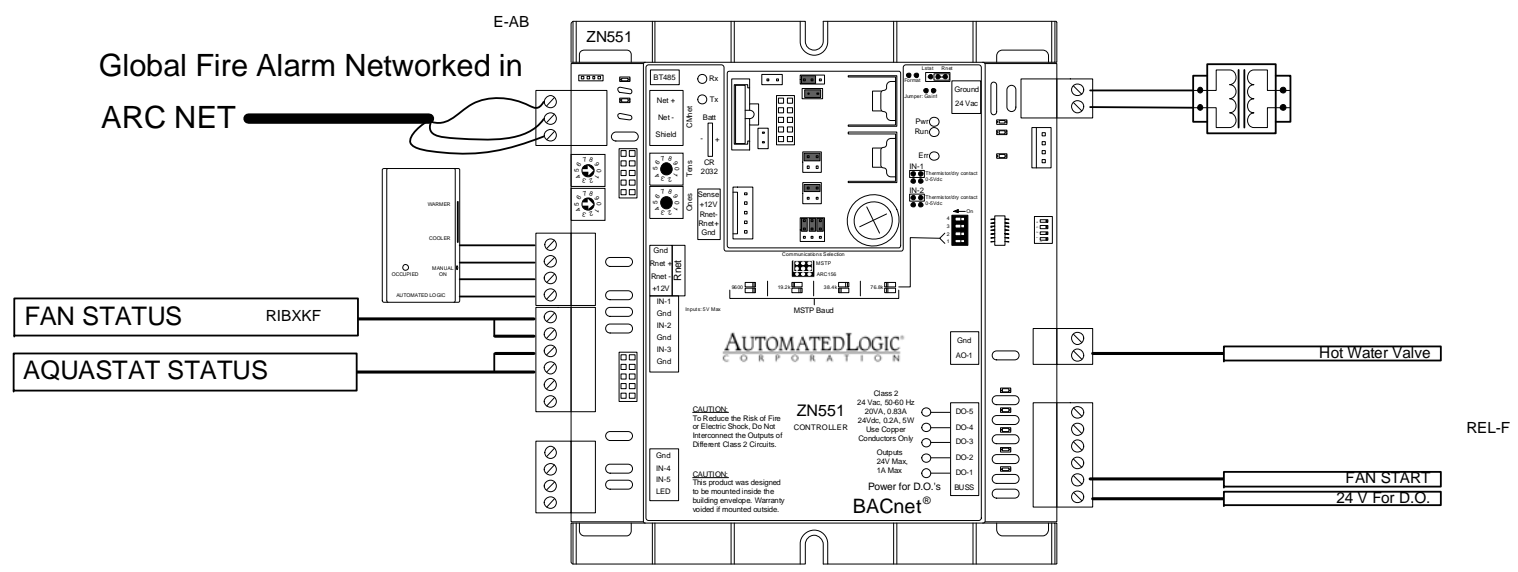 E-AB
ZN551
Global Fire Alarm Networked in
ARC NET
BT485
Rx
Tx
Net +
Net -
Shield
CMnet
Batt
- +
CR
2032
Tens
Ones
Sense
+12V
Rnet-
Rnet+
Gnd
Lstat Rnet
Format
Jumper: Gaint
Ground
24 Vac
Pwr
Run
Err
IN-1
Thermistor/dry contact
0-5Vdc
IN-2
Thermistor/dry contact
0-5Vdc
On
4
3
2
1
WARMER
COOLER
OCCUPIED
MANUAL
ON
AUTOMATED LOGIC
Gnd
Rnet +
Rnet -
+12V
Rnet
IN-1
Gnd
IN-2
Gnd
IN-3
Gnd
Inputs: 5V Max
Communications Selection
MSTP
ARC156
9600 19.2k 38.4k 76.8k
MSTP Baud
FAN STATUS RIBXKF
AQUASTAT STATUS
AUTOMATEDLOGIC®
CORPORATION
Gnd
AO-1
Hot Water Valve
CAUTION:
To Reduce the Risk of Fire
or Electric Shock, Do Not
Interconnect the Outputs of
Different Class 2 Circuits.
ZN551
CONTROLLER
Class 2
24 Vac, 50-60 Hz
20VA, 0.83A
24Vdc, 0.2A, 5W
Use Copper
Conductors Only
Outputs
24V Max,
1A Max
DO-5
DO-4
DO-3
DO-2
DO-1
BUSS
Power for D.O.'s
BACnet®
REL-F
FAN START
24 V For D.O.
Gnd
IN-4
IN-5
LED
CAUTION:
This product was designed
to be mounted inside the
building envelope. Warranty
voided if mounted outside.